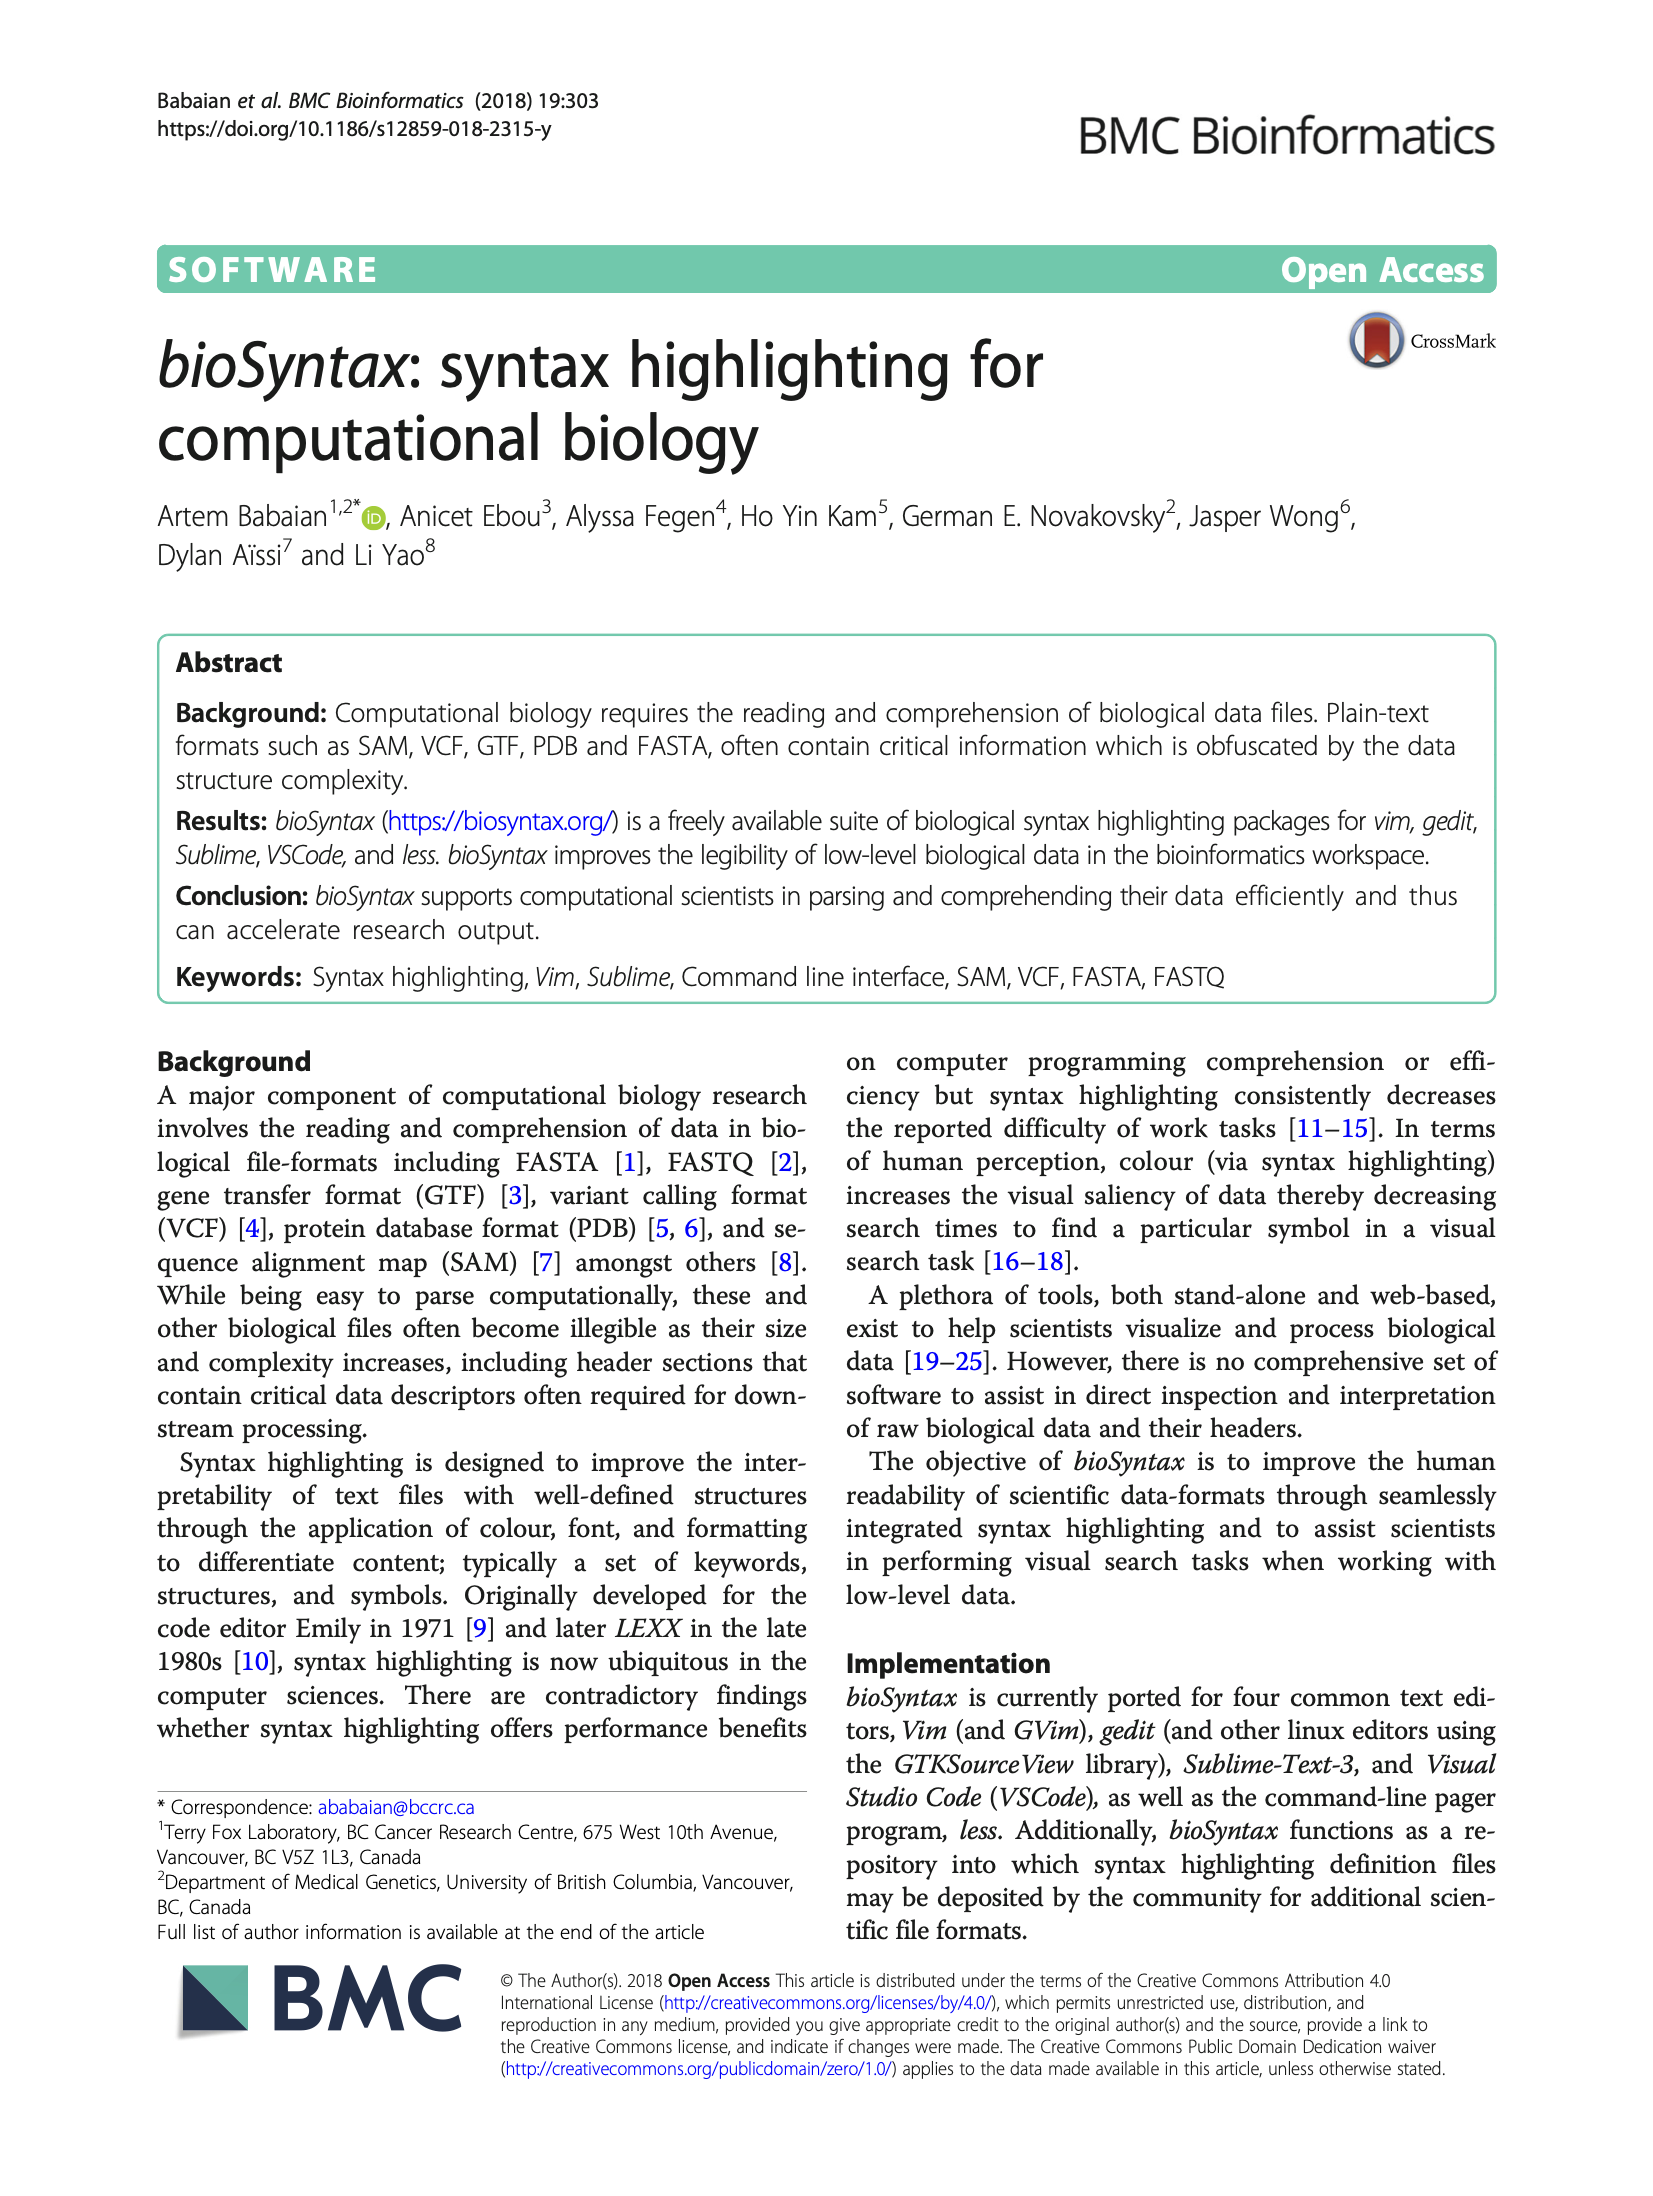 Babaian et al. BMC Bioinformatics (2018) 19:303
https://doi.org/10.1186/s12859-018-2315-y
BMC Bioinformatics
SOFTWARE
Open Access
CrossMark
bioSyntax: syntax highlighting for
computational biology
Artem Babaian1,2* iD, Anicet Ebou3, Alyssa Fegen4, Ho Yin Kam5, German E. Novakovsky2, Jasper Wong6,
Dylan Aïssi7 and Li Yao8
Abstract
Background: Computational biology requires the reading and comprehension of biological data files. Plain-text
formats such as SAM, VCF, GTF, PDB and FASTA, often contain critical information which is obfuscated by the data
structure complexity.
Results: bioSyntax (https://biosyntax.org/) is a freely available suite of biological syntax highlighting packages for vim, gedit,
Sublime, VSCode, and less. bioSyntax improves the legibility of low-level biological data in the bioinformatics workspace.
Conclusion: bioSyntax supports computational scientists in parsing and comprehending their data efficiently and thus
can accelerate research output.
Keywords: Syntax highlighting, Vim, Sublime, Command line interface, SAM, VCF, FASTA, FASTQ
Background
A major component of computational biology research
involves the reading and comprehension of data in bio-
logical file-formats including FASTA [1], FASTQ [2],
gene transfer format (GTF) [3], variant calling format
(VCF) [4], protein database format (PDB) [5, 6], and se-
quence alignment map (SAM) [7] amongst others [8].
While being easy to parse computationally, these and
other biological files often become illegible as their size
and complexity increases, including header sections that
contain critical data descriptors often required for down-
stream processing.
Syntax highlighting is designed to improve the inter-
pretability of text files with well-defined structures
through the application of colour, font, and formatting
to differentiate content; typically a set of keywords,
structures, and symbols. Originally developed for the
code editor Emily in 1971 [9] and later LEXX in the late
1980s [10], syntax highlighting is now ubiquitous in the
computer sciences. There are contradictory findings
whether syntax highlighting offers performance benefits
on computer programming comprehension or effi-
ciency but syntax highlighting consistently decreases
the reported difficulty of work tasks [11–15]. In terms
of human perception, colour (via syntax highlighting)
increases the visual saliency of data thereby decreasing
search times to find a particular symbol in a visual
search task [16–18].
A plethora of tools, both stand-alone and web-based,
exist to help scientists visualize and process biological
data [19–25]. However, there is no comprehensive set of
software to assist in direct inspection and interpretation
of raw biological data and their headers.
The objective of bioSyntax is to improve the human
readability of scientific data-formats through seamlessly
integrated syntax highlighting and to assist scientists
in performing visual search tasks when working with
low-level data.
Implementation
bioSyntax is currently ported for four common text edi-
tors, Vim (and GVim), gedit (and other linux editors using
the GTKSourceView library), Sublime-Text-3, and Visual
Studio Code (VSCode), as well as the command-line pager
program, less. Additionally, bioSyntax functions as a re-
pository into which syntax highlighting definition files
may be deposited by the community for additional scien-
tific file formats.
* Correspondence: ababaian@bccrc.ca
1Terry Fox Laboratory, BC Cancer Research Centre, 675 West 10th Avenue,
Vancouver, BC V5Z 1L3, Canada
2Department of Medical Genetics, University of British Columbia, Vancouver,
BC, Canada
Full list of author information is available at the end of the article
BMC
© The Author(s). 2018 Open Access This article is distributed under the terms of the Creative Commons Attribution 4.0
International License (http://creativecommons.org/licenses/by/4.0/), which permits unrestricted use, distribution, and
reproduction in any medium, provided you give appropriate credit to the original author(s) and the source, provide a link to
the Creative Commons license, and indicate if changes were made. The Creative Commons Public Domain Dedication waiver
(http://creativecommons.org/publicdomain/zero/1.0/) applies to the data made available in this article, unless otherwise stated.